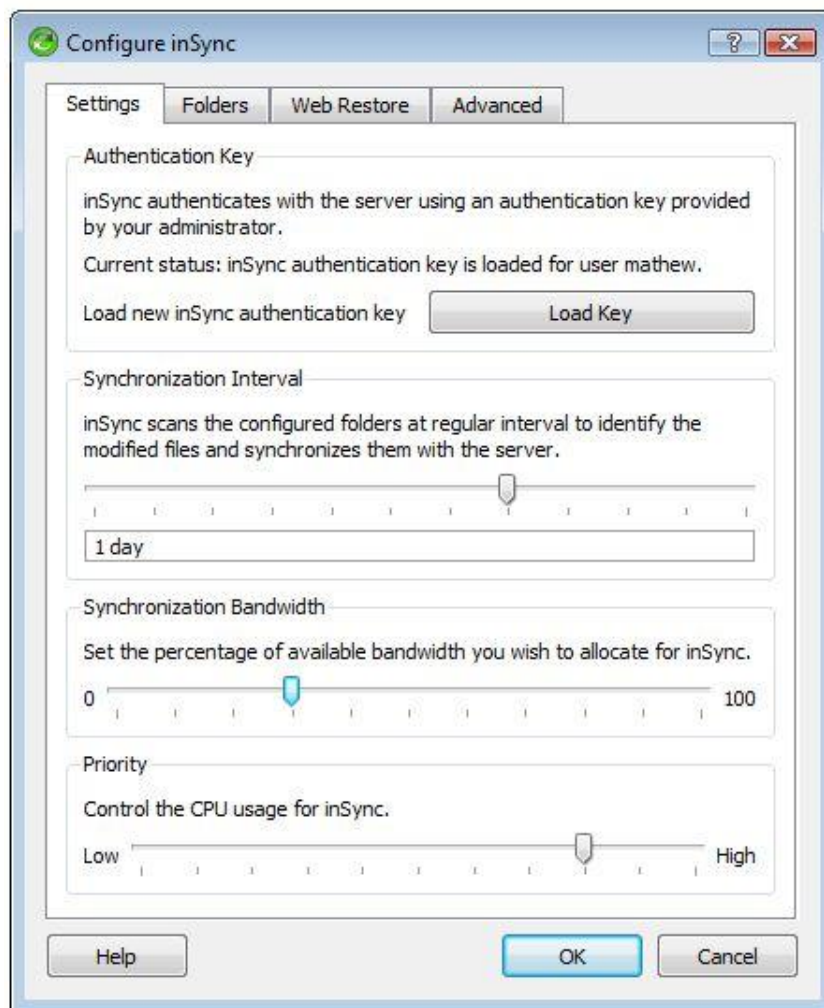 Configure inSync
Settings Folders Web Restore Advanced
Authentication Key
inSync authenticates with the server using an authentication key provided
by your administrator.
Current status: inSync authentication key is loaded for user mathew.
Load new inSync authentication key Load Key
Synchronization Interval
inSync scans the configured folders at regular interval to identify the
modified files and synchronizes them with the server.
1 day
Synchronization Bandwidth
Set the percentage of available bandwidth you wish to allocate for inSync.
0 100
Priority
Control the CPU usage for inSync.
Low High
Help OK Cancel